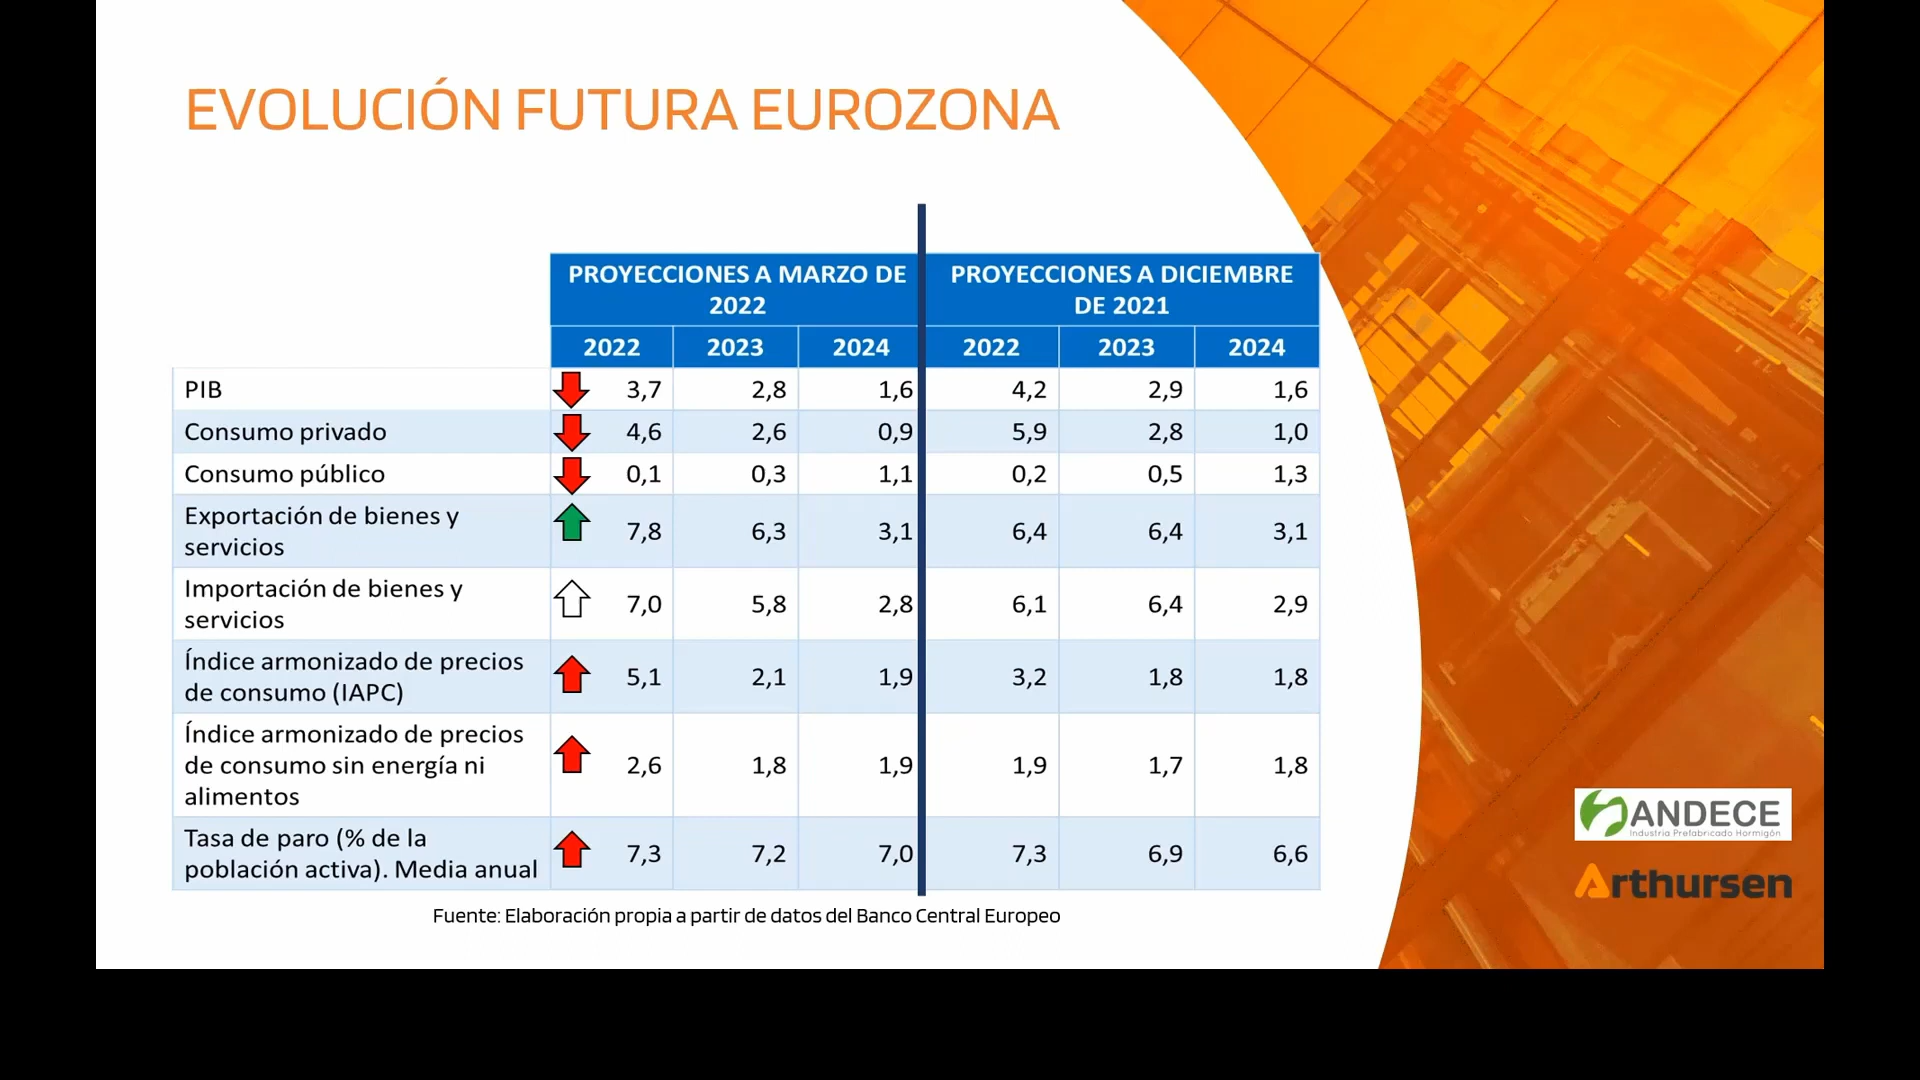 EVOLUCIÓN FUTURA EUROZONA
PROYECCIONES A MARZO DE
2022
PROYECCIONES A DICIEMBRE
DE 2021
2022 2023 2024 2022 2023 2024
PIB 3,7 2,8 1,6 4,2 2,9 1,6
Consumo privado 4,6 2,6 0,9 5,9 2,8 1,0
Consumo público 0,1 0,3 1,1 0,2 0,5 1,3
Exportación de bienes y
servicios
7,8 6,3 3,1 6,4 6,4 3,1
Importación de bienes y
servicios
7,0 5,8 2,8 6,1 6,4 2,9
Índice armonizado de precios
de consumo (IAPC)
5,1 2,1 1,9 3,2 1,8 1,8
Índice armonizado de precios
de consumo sin energía ni
alimentos
2,6 1,8 1,9 1,9 1,7 1,8
Tasa de paro (% de la
población activa). Media anual
7,3 7,2 7,0 7,3 6,9 6,6
Fuente: Elaboración propia a partir de datos del Banco Central Europeo
ANDECE
Industria Prefabricado Hormigón
Arthursen